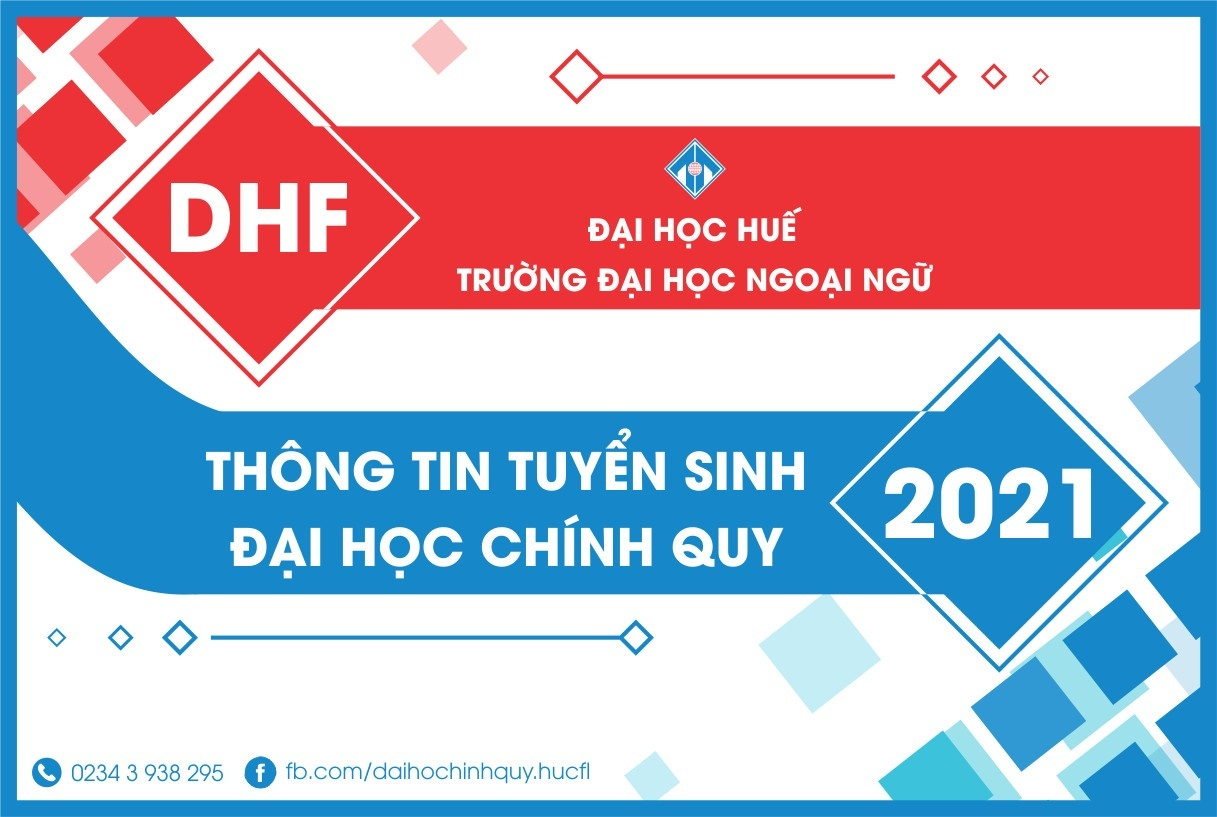 DHF
ĐẠI HỌC HUẾ
TRƯỜNG ĐẠI HỌC NGOẠI NGỮ
THÔNG TIN TUYỂN SINH
ĐẠI HỌC CHÍNH QUY
2021
0234 3 938 295
fb.com/daihochinhquy.hucfl